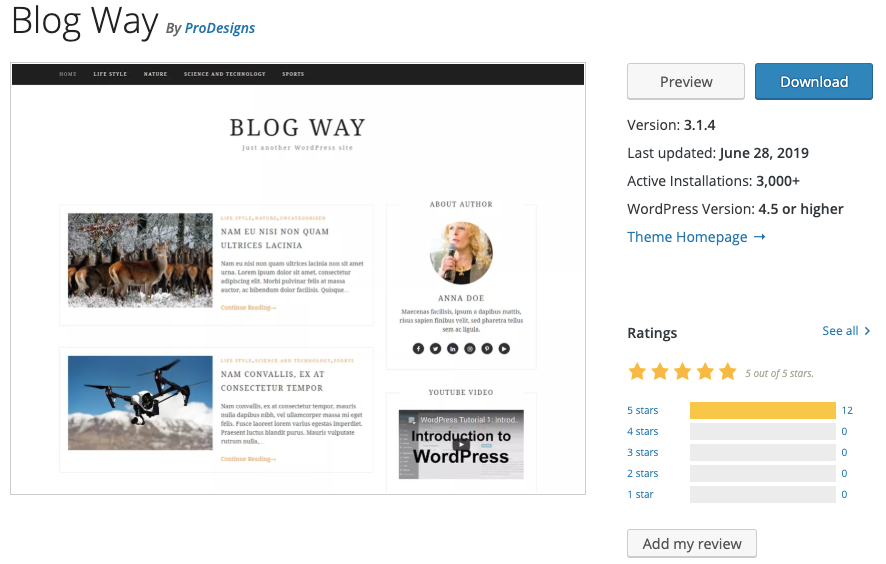 Blog Way By ProDesigns
HOME LIFE STYLE NATURE SCIENCE AND TECHNOLOGY SPORTS
BLOG WAY
Just another WordPress site
LIFE STYLE,NATURE,UNCATEGORIZED
NAM EU NISI NON QUAM
ULTRICES LACINIA
Nam eu nisi non quam ultrices lacinia non sit amet
urna. Lorem ipsum dolor sit amet, consectetur
adipiscing elit. Morbi pulvinar felis at massa
auctor, ac bibendum dolor facilisis. Quisque...
Continue Reading→
LIFE STYLE,SCIENCE AND TECHNOLOGY,SPORTS
NAM CONVALLIS, EX AT
CONSECTETUR TEMPOR
Nam convallis, ex at consectetur tempor, mauris
nulla dapibus nibh, vel ullamcorper massa mi eget
felis. Fusce laoreet lorem varius egestas imperdiet.
Praesent luctus blandit purus. Mauris vulputate
rutrum nulla,...
Continue Reading→
ABOUT AUTHOR
ANNA DOE
Maecenas facilisis, ipsum a dapibus mattis,
risus sapien finibus velit, sed pharetra tellus
sem ac ligula.
YOUTUBE VIDEO
WordPress Tutorial 1: Introd...
Introduction to
WordPress
Preview Download
Version: 3.1.4
Last updated: June 28, 2019
Active Installations: 3,000+
WordPress Version: 4.5 or higher
Theme Homepage →
Ratings See all >
5 out of 5 stars.
5 stars 12
4 stars 0
3 stars 0
2 stars 0
1 star 0
Add my review